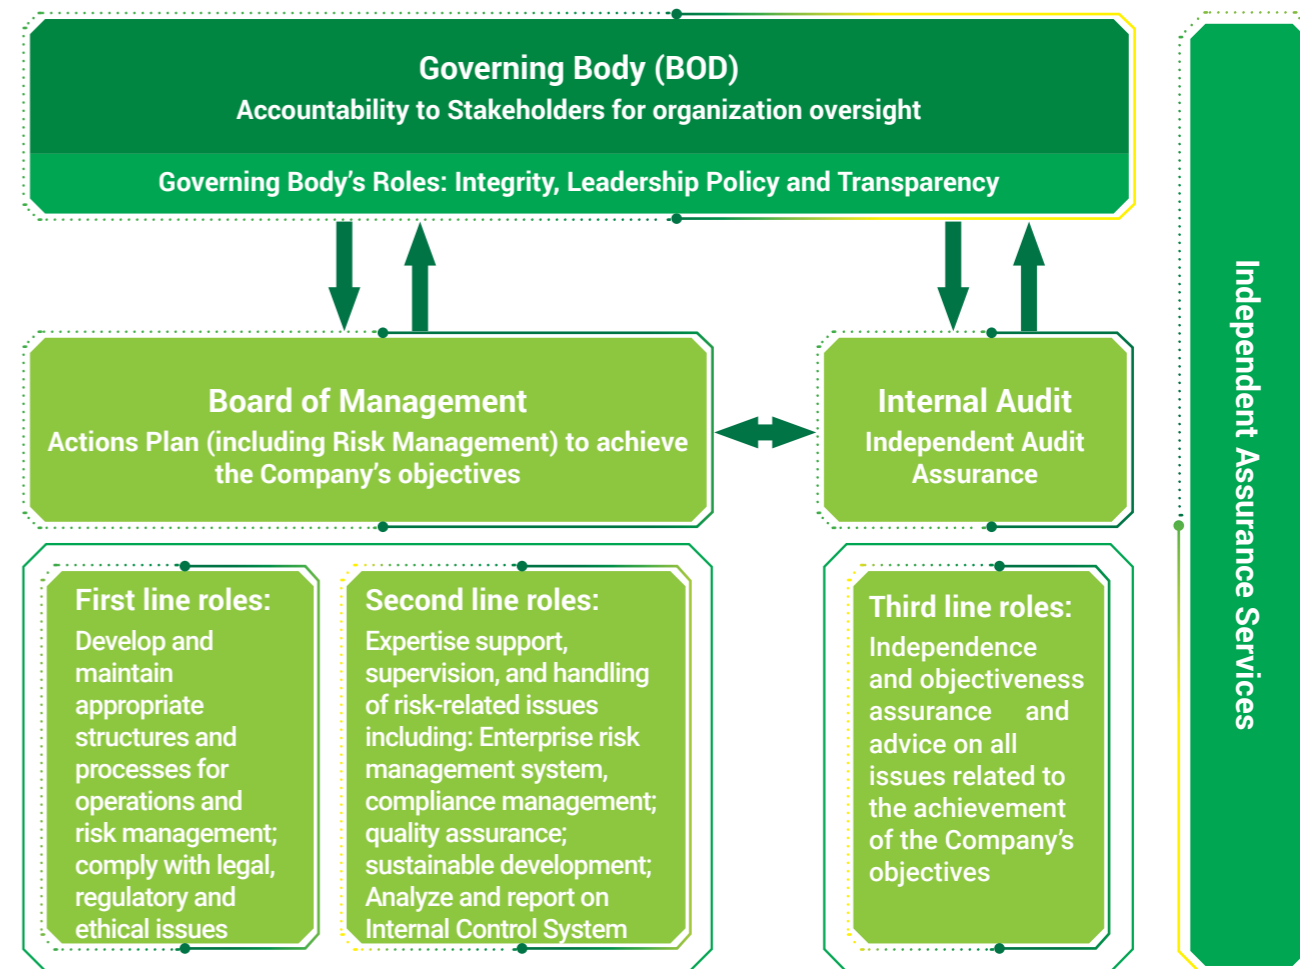 Governing Body (BOD)
Accountability to Stakeholders for organization oversight
Governing Body's Roles: Integrity, Leadership Policy and Transparency
Board of Management
Actions Plan (including Risk Management) to achieve
the Company's objectives
Internal Audit
Independent Audit
Assurance
First line roles:
Develop and
maintain
appropriate
structures and
processes for
operations and
risk management;
comply with legal,
regulatory and
ethical issues
Second line roles:
Expertise support,
supervision, and handling
of risk-related issues
including: Enterprise risk
management system,
compliance management;
quality assurance;
sustainable development;
Analyze and report on
Internal Control System
Third line roles:
Independence
and objectiveness
assurance and
advice on all
issues related to
the achievement
of the Company's
objectives
Independent Assurance Services